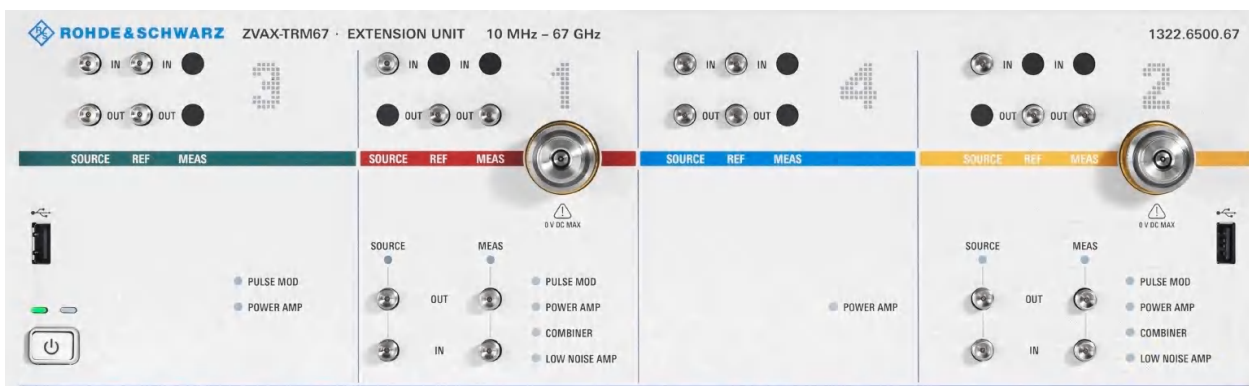 ROHDE & SCHWARZ ZVAX-TRM67 · EXTENSION UNIT 10 MHz – 67 GHz 1322.6500.67
IN IN
OUT OUT
3
SOURCE REF MEAS
PULSE MOD
POWER AMP
IN IN
OUT OUT
1
SOURCE REF MEAS
0 V DC MAX
SOURCE MEAS
OUT
IN
PULSE MOD
POWER AMP
COMBINER
LOW NOISE AMP
IN IN
OUT OUT
4
SOURCE REF MEAS
POWER AMP
IN IN
OUT OUT
2
SOURCE REF MEAS
0 V DC MAX
SOURCE MEAS
OUT
IN
PULSE MOD
POWER AMP
COMBINER
LOW NOISE AMP